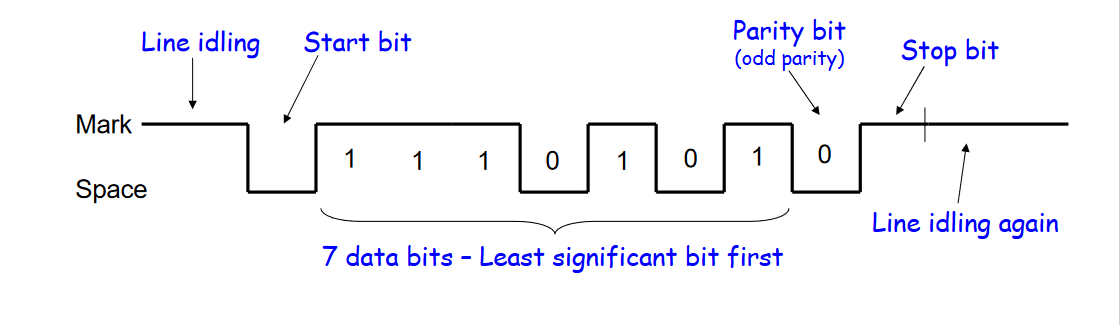 Line idling
Start bit
Parity bit
(odd parity)
Stop bit
Mark
1 1 1 0 1 0 1 0
Space
Line idling again
7 data bits – Least significant bit first